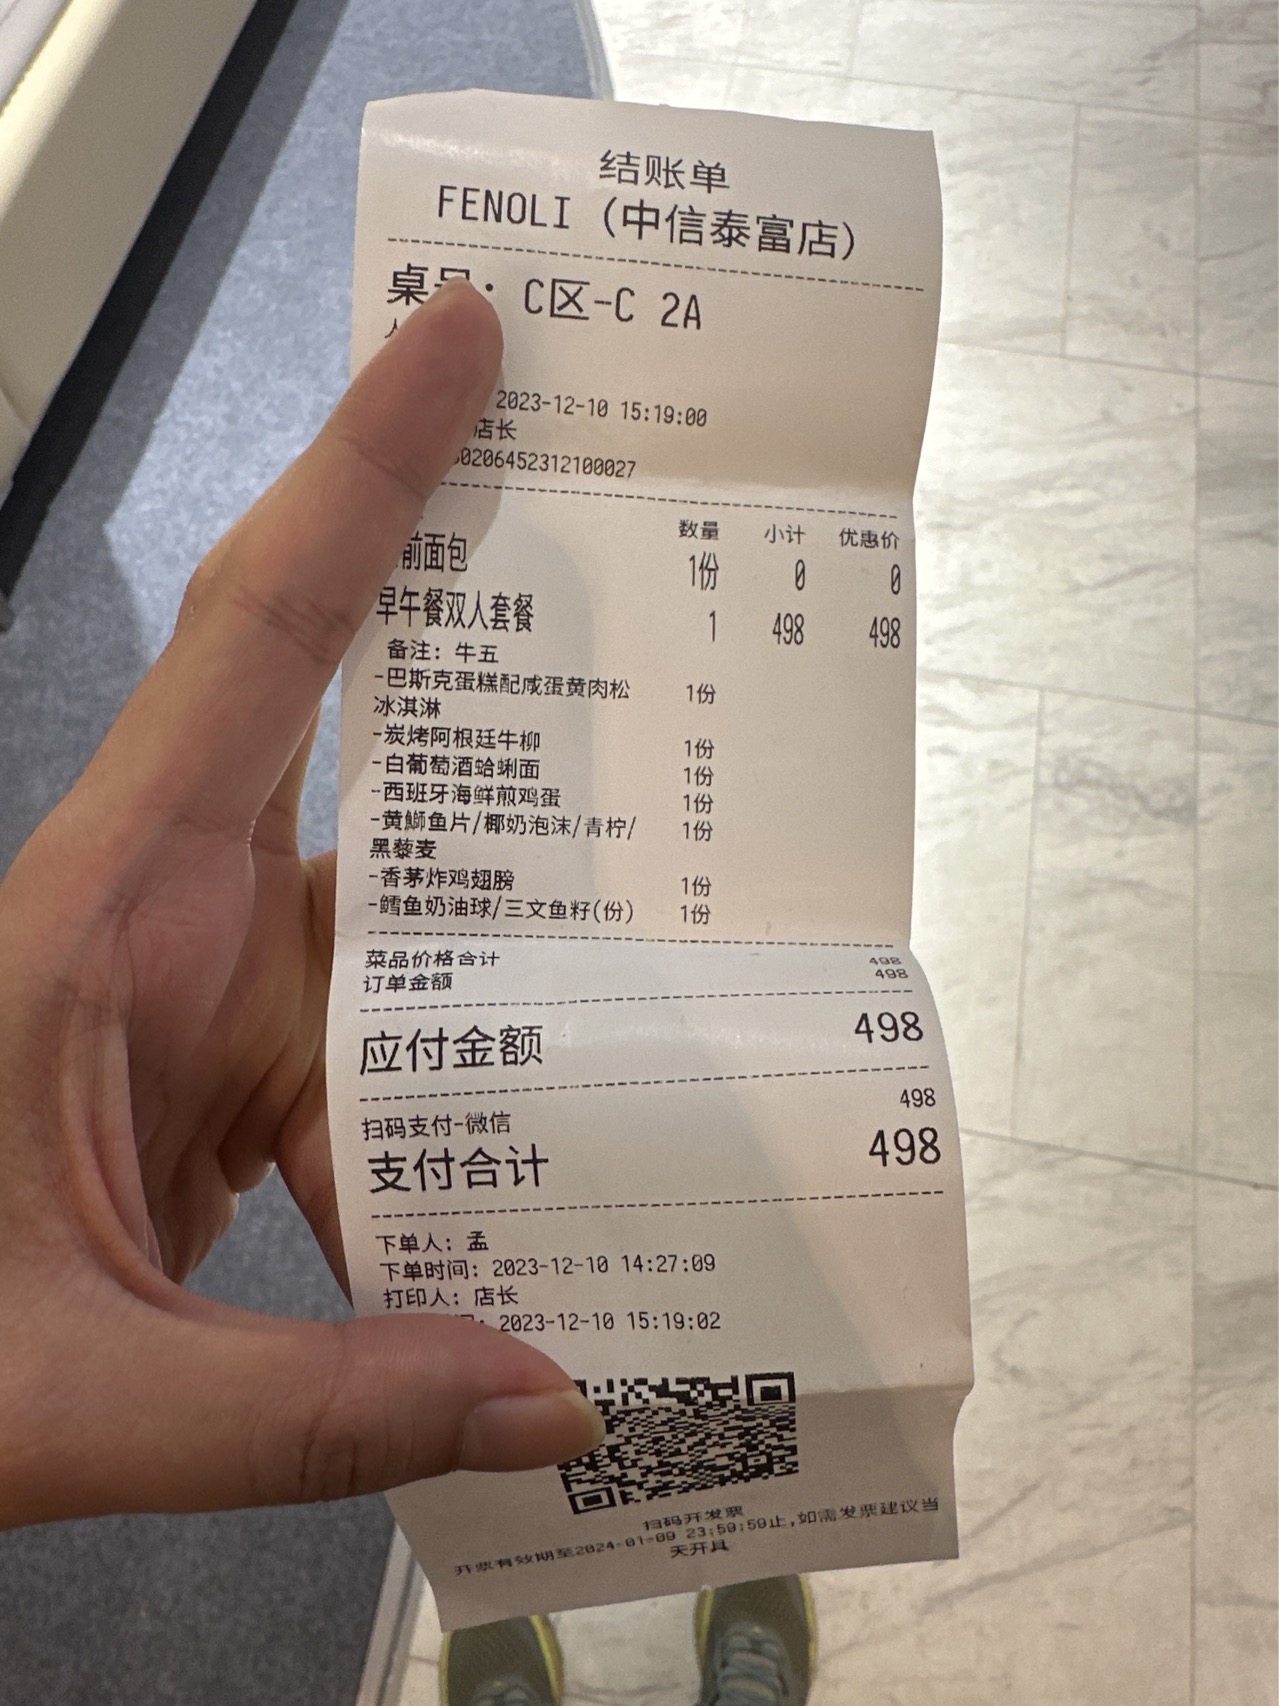 结账单
FENOLI (中信泰富店)
桌号: C区-C 2A
2023-12-10 15:19:00
店长
0206452312100027
数量 小计 优惠价
前面包 1份 0 0
早午餐双人套餐 1 498 498
备注: 牛五
-巴斯克蛋糕配咸蛋黄肉松 1份
冰淇淋
-炭烤阿根廷牛柳 1份
-白葡萄酒蛤蜊面 1份
-西班牙海鲜煎鸡蛋 1份
-黄鰤鱼片/椰奶泡沫/青柠/ 1份
黑藜麦
-香茅炸鸡翅膀 1份
-鳕鱼奶油球/三文鱼籽(份) 1份
菜品价格合计 498
订单金额 498
应付金额 498
扫码支付-微信 498
支付合计 498
下单人: 孟
下单时间: 2023-12-10 14:27:09
打印人: 店长
2023-12-10 15:19:02
扫码开发票
开票有效期至2024-01-09 23:59:59止,如需发票建议当
天开具